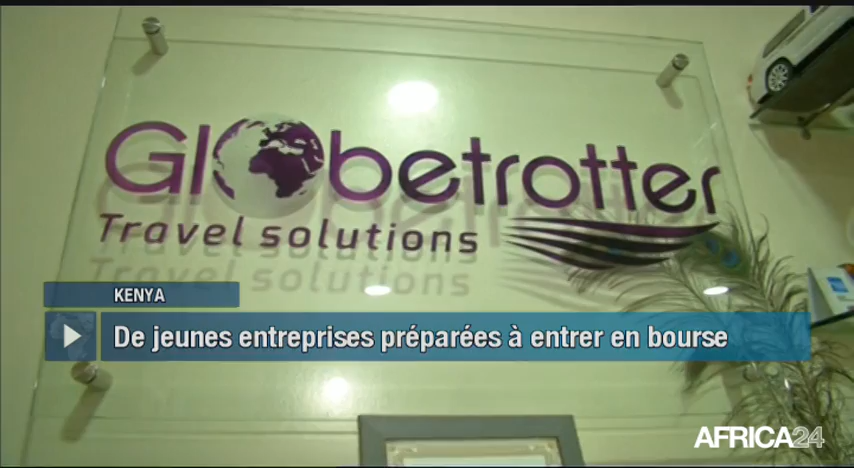 Globetrotter
Travel solutions
KENYA
De jeunes entreprises préparées à entrer en bourse
AFRICA24